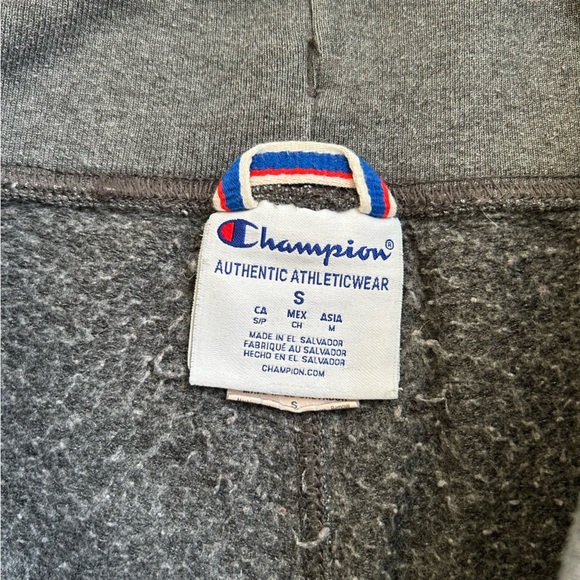 Champion®
AUTHENTIC ATHLETICWEAR
S
CA MEX ASIA
S/P CH M
MADE IN EL SALVADOR
FABRIQUÉ AU SALVADOR
HECHO EN EL SALVADOR
CHAMPION.COM
S